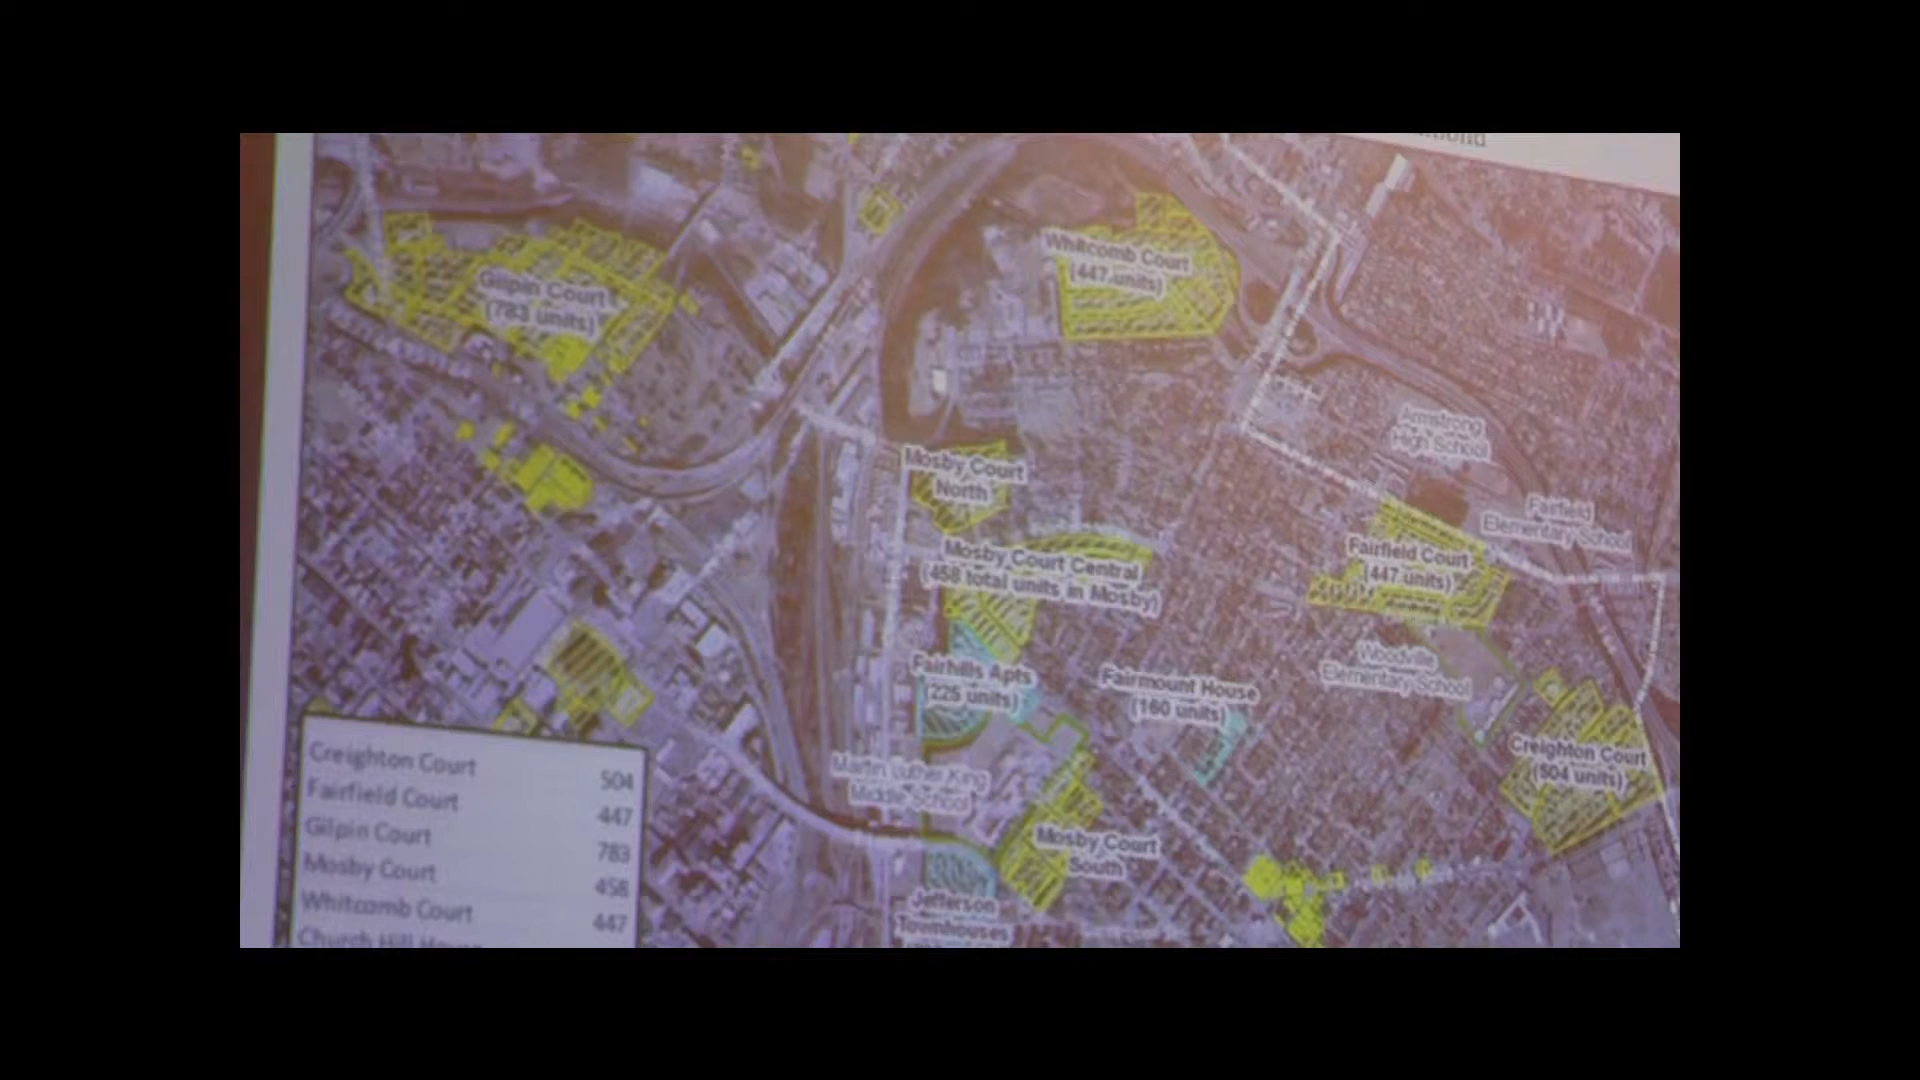 Whitcomb Court
(447 units)
Gilpin Court
(783 units)
Armstrong
High School
Mosby Court
North
Fairfield
Elementary School
Mosby Court Central
(458 total units in Mosby)
Fairfield Court
(447 units)
Woodville
Elementary School
Fairhills Apts
(225 units)
Fairmount House
(160 units)
Creighton Court
(504 units)
Martin Luther King
Middle School
Mosby Court
South
Jefferson
Townhouses
Creighton Court 504
Fairfield Court 447
Gilpin Court 783
Mosby Court 458
Whitcomb Court 447
Church Hill